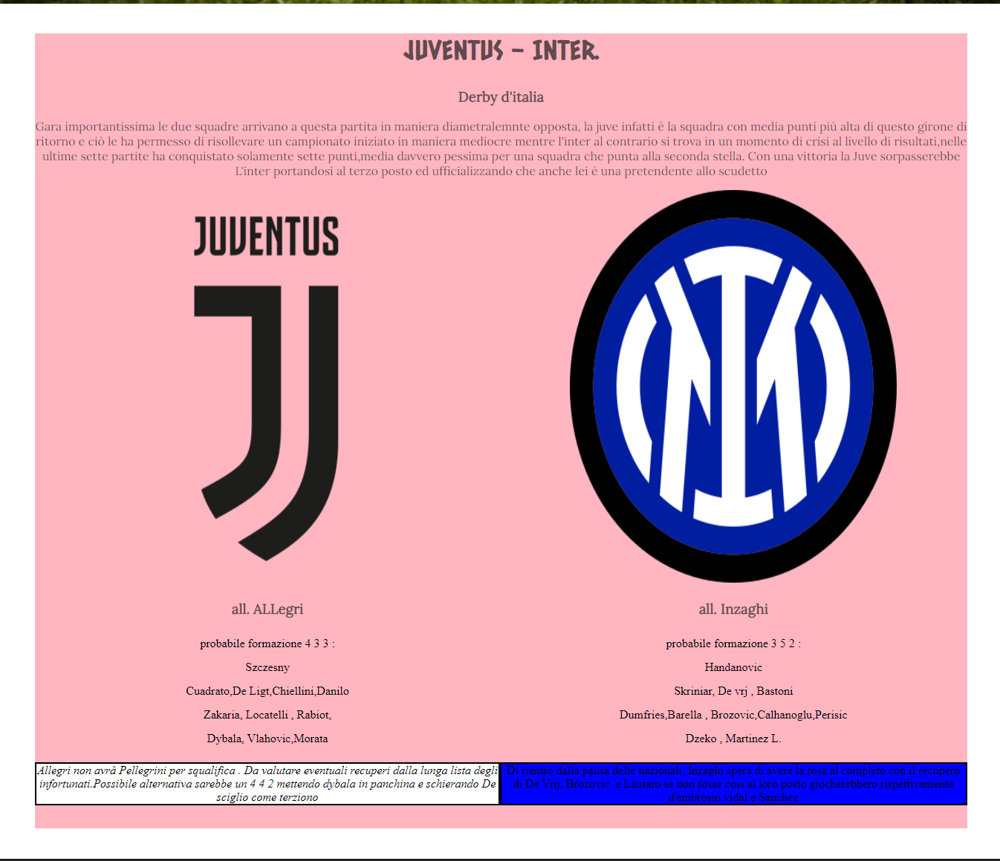 JUVENTUS - INTER.
Derby d'italia
Gara importantissima le due squadre arrivano a questa partita in maniera diametralemnte opposta, la juve infatti è la squadra con media punti più alta di questo girone di
ritorno e ciò le ha permesso di risollevare un campionato iniziato in maniera mediocre mentre l'inter al contrario si trova in un momento di crisi al livello di risultati,nelle
ultime sette partite ha conquistato solamente sette punti,media davvero pessima per una squadra che punta alla seconda stella. Con una vittoria la Juve sorpasserebbe
L'inter portandosi al terzo posto ed ufficializzando che anche lei è una pretendente allo scudetto
JUVENTUS
all. ALLegri
probabile formazione 4 3 3 :
Szczesny
Cuadrato,De Ligt,Chiellini,Danilo
Zakaria, Locatelli , Rabiot,
Dybala, Vlahovic,Morata
Allegri non avrà Pellegrini per squalifica . Da valutare eventuali recuperi dalla lunga lista degli
infortunati.Possibile alternativa sarebbe un 4 4 2 mettendo dybala in panchina e schierando De
sciglio come terziono
all. Inzaghi
probabile formazione 3 5 2 :
Handanovic
Skriniar, De vrj , Bastoni
Dumfries,Barella , Brozovic,Calhanoglu,Perisic
Dzeko , Martinez L.
Di rientro dalla pausa delle nazionali, Inzaghi spera di avere la rosa al completo con il recupero
di De Vrij, Brozovic, e Lautaro se non fosse cosi al loro posto giocherebbero rispettivamente
d'ambrosio vidal e Sanchez